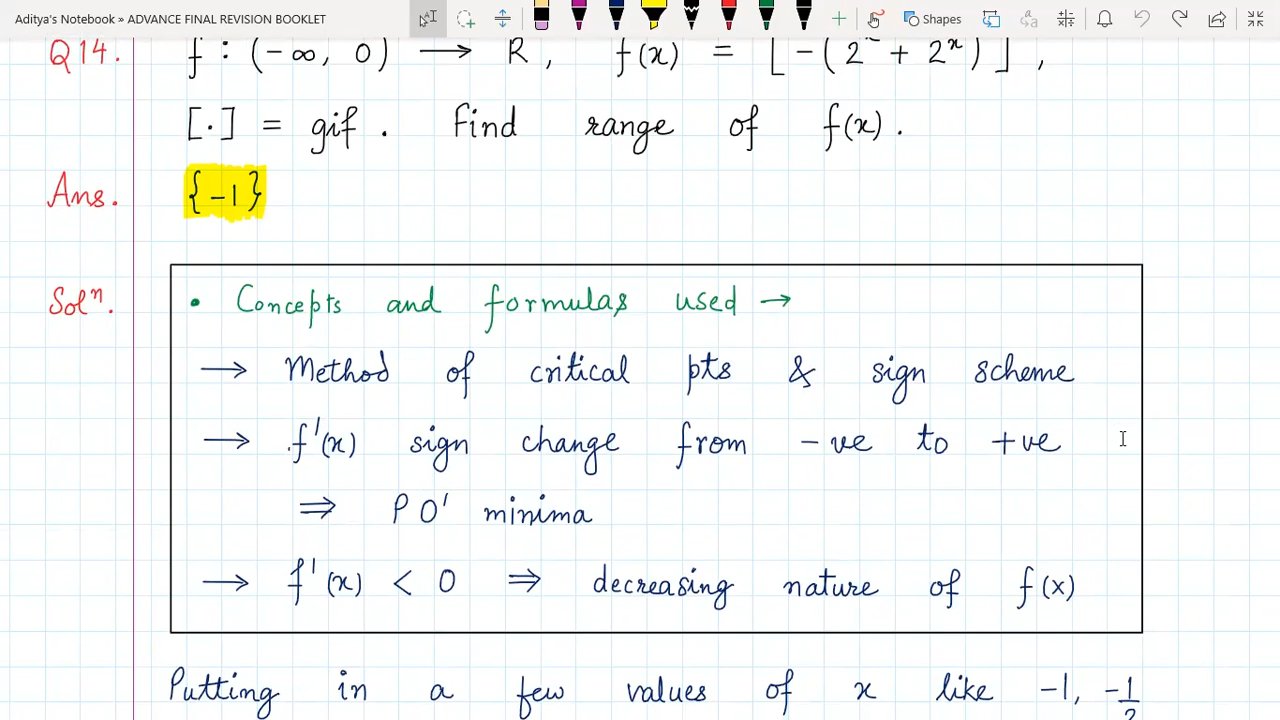 Aditya's Notebook » ADVANCE FINAL REVISION BOOKLET
Shapes
Q14. f : (-∞, 0) ⟶ R, f(x) = [-(2 + 2ˣ)],
[.] = gif. Find range of f(x).
Ans. {-1}
Solⁿ. • Concepts and formulas used →
→ Method of critical pts & sign scheme
→ f'(x) sign change from -ve to +ve
⇒ PO' minima
→ f'(x) < 0 ⇒ decreasing nature of f(x)
Putting in a few values of x like -1, -1/2